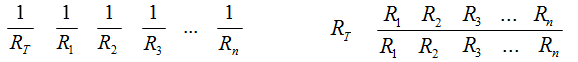 1/R_T 1/R_1 1/R_2 1/R_3 ... 1/R_n
R_T (R_1 R_2 R_3 ... R_n)/(R_1 R_2 R_3 ... R_n)